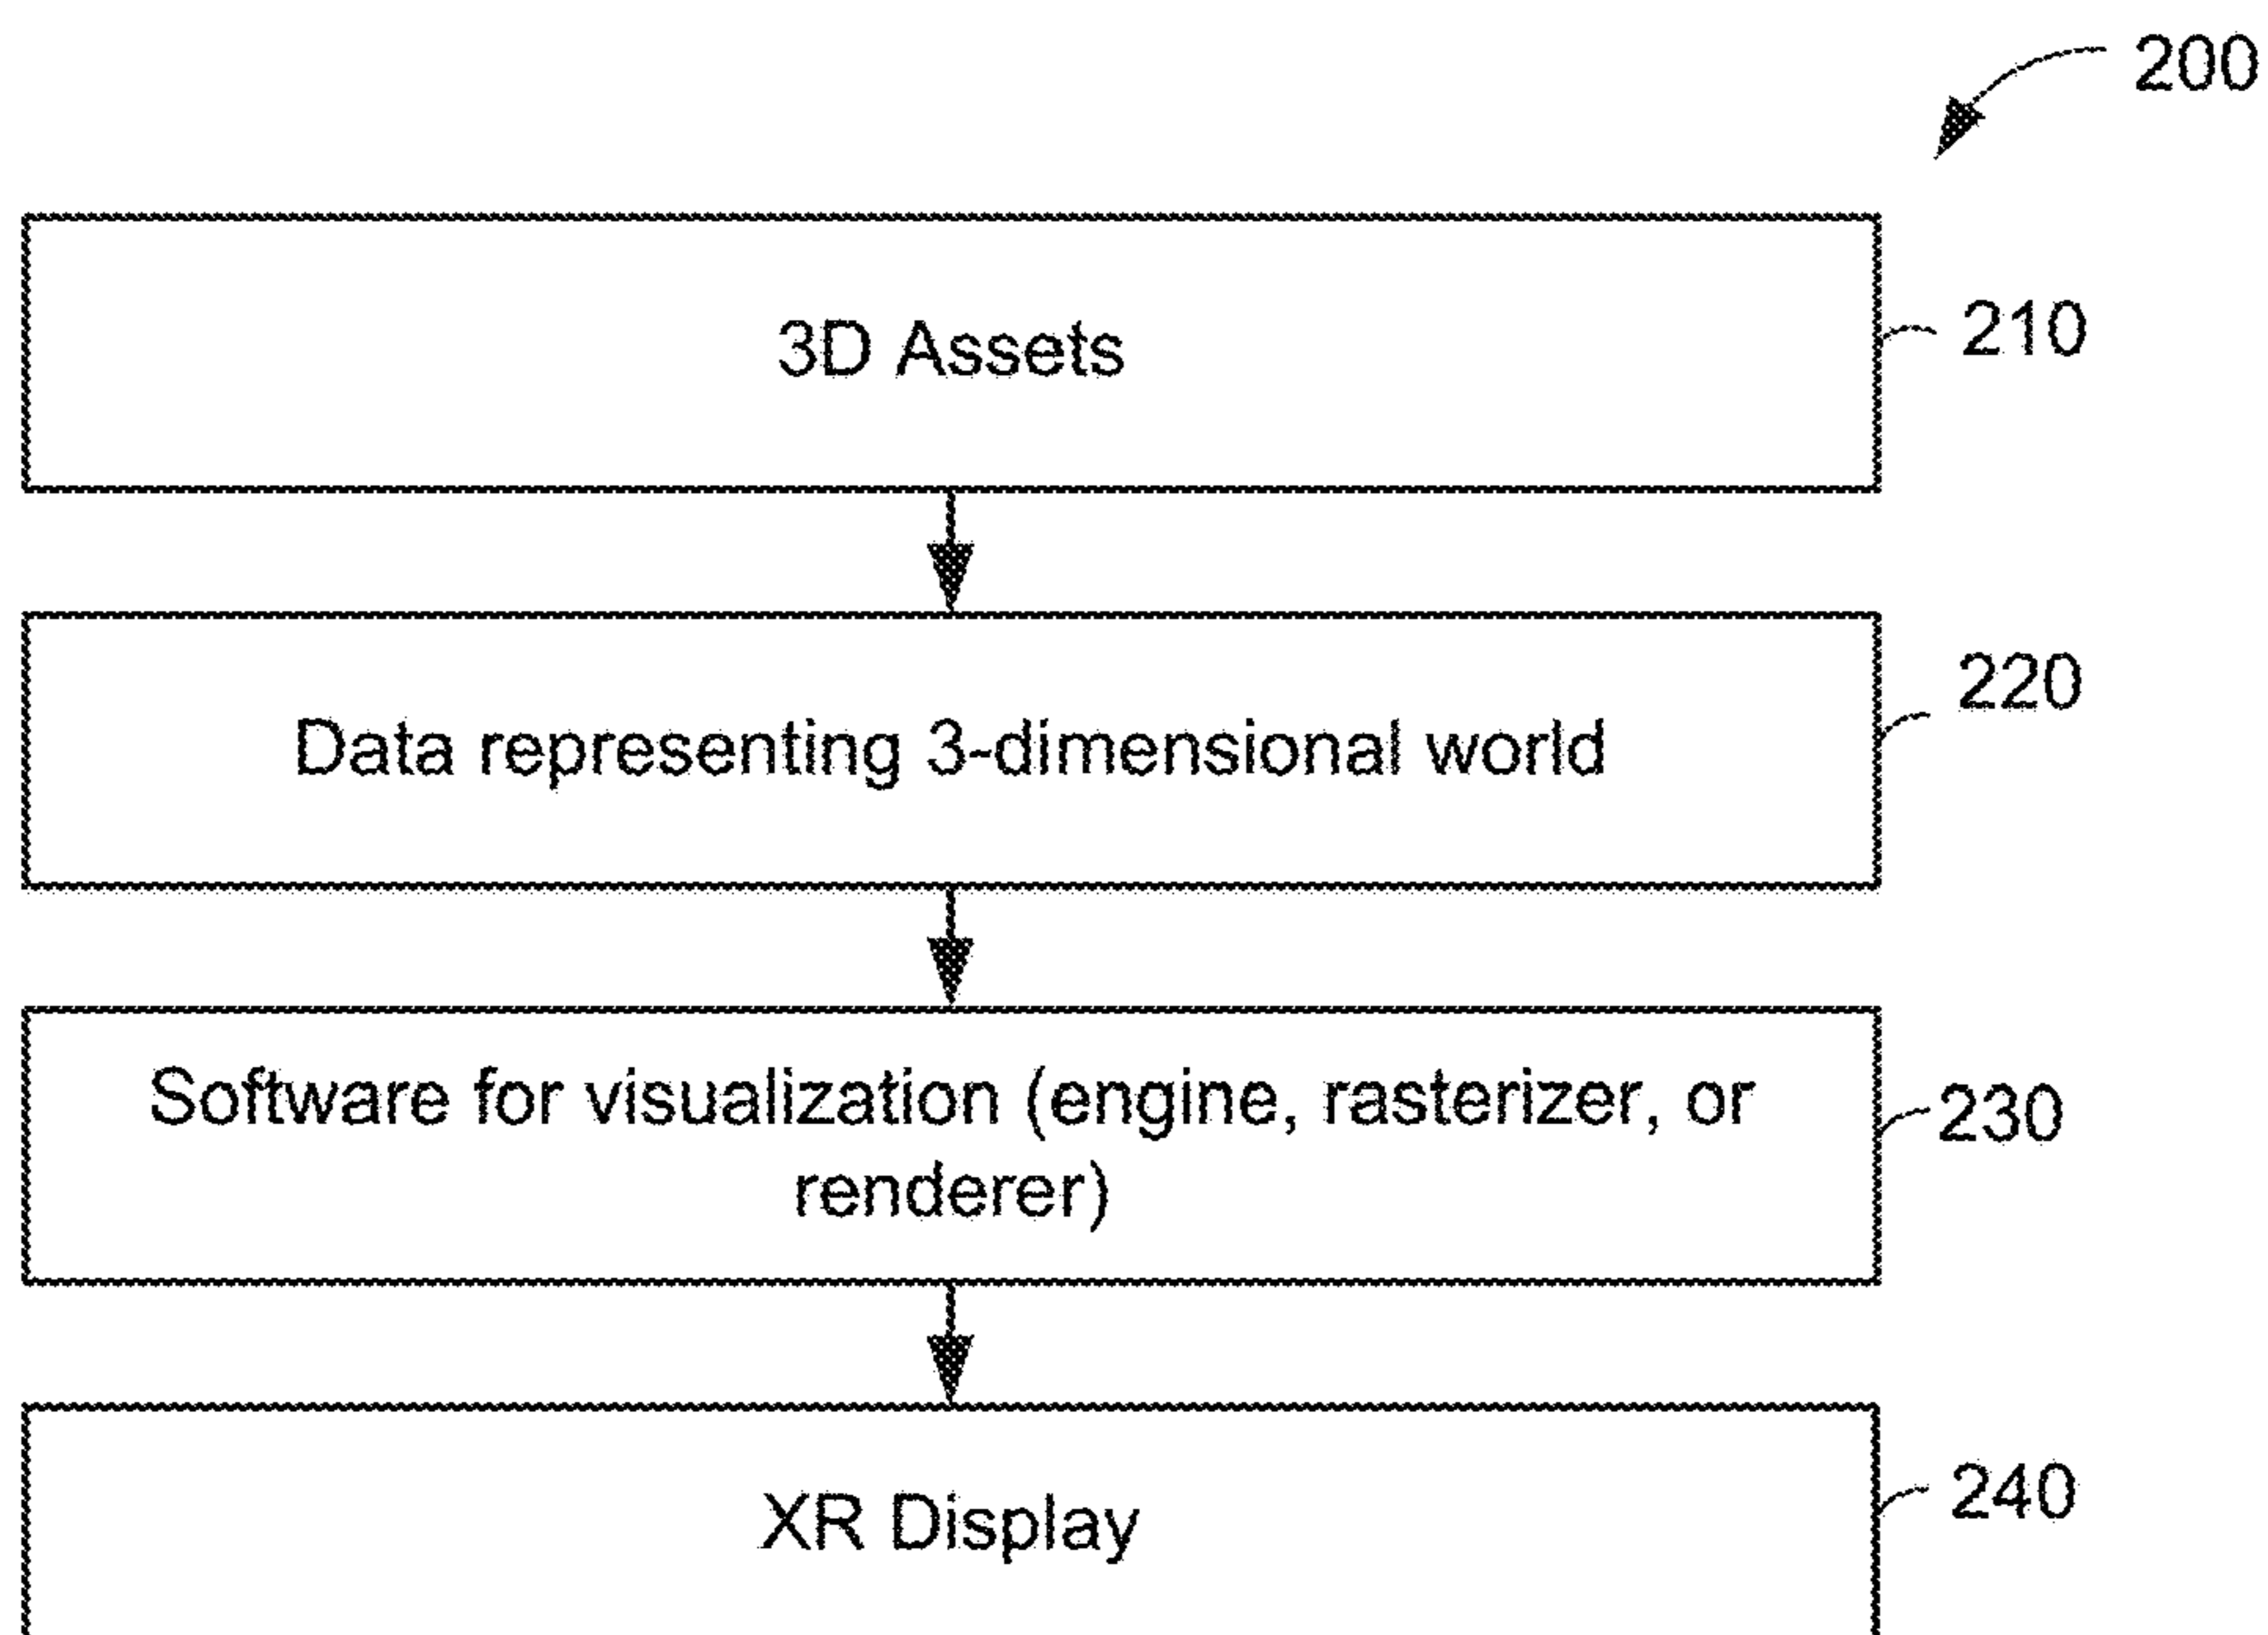 200
3D Assets
210
Data representing 3-dimensional world
220
Software for visualization (engine, rasterizer, or
renderer)
230
XR Display
240